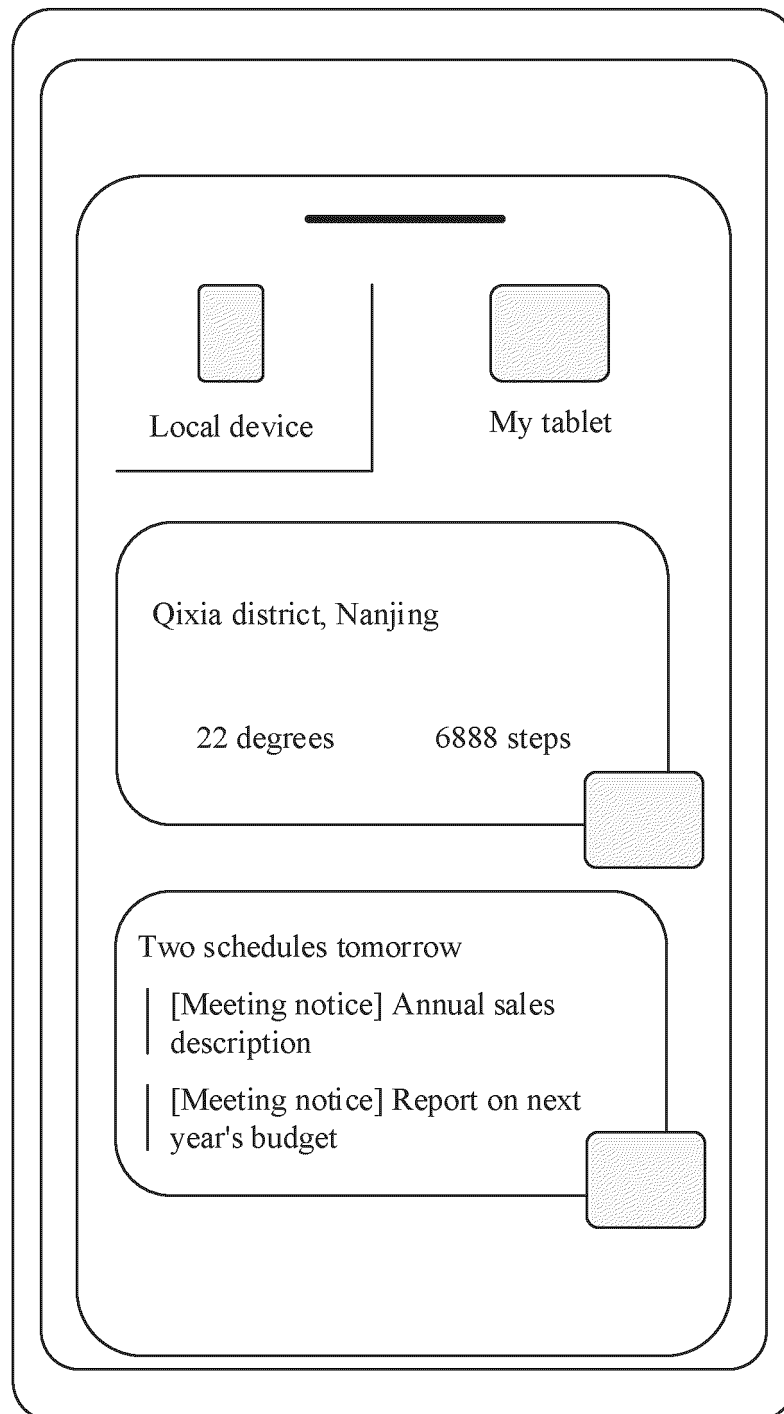 Local device
My tablet
Qixia district, Nanjing
22 degrees
6888 steps
Two schedules tomorrow
[Meeting notice] Annual sales
description
[Meeting notice] Report on next
year's budget